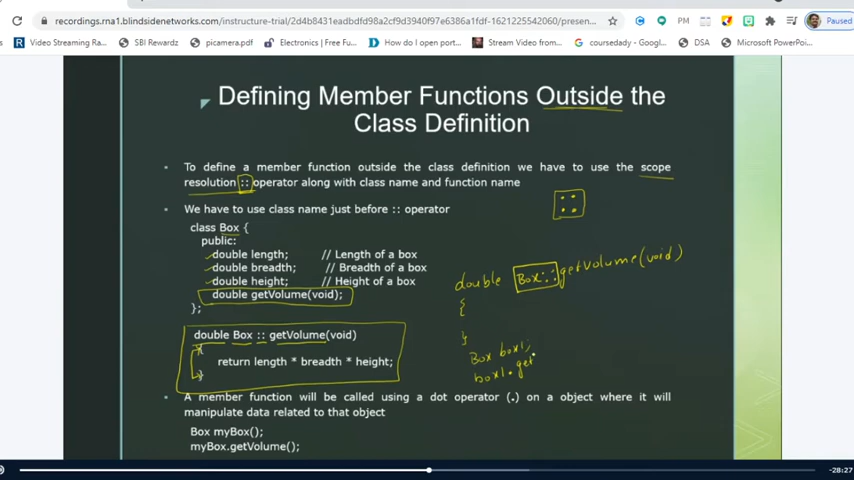 recordings.rna1.blindsidenetworks.com/instructure-trial/2d4b8431eadbdfd98a2cf9d3940f97e6386a1fdf-1621225542060/presen...
Paused
Video Streaming Ra...
SBI Rewardz
picamera.pdf
Electronics | Free Fu...
How do I open port...
Stream Video from...
coursedady - Googl...
DSA
Microsoft PowerPoi...
Defining Member Functions Outside the
Class Definition
To define a member function outside the class definition we have to use the scope
resolution :: operator along with class name and function name
We have to use class name just before :: operator
class Box {
public:
double length; // Length of a box
double breadth; // Breadth of a box
double height; // Height of a box
double getVolume(void);
};
double Box :: getVolume(void)
{
return length * breadth * height;
}
double Box :: getVolume(void)
{
}
Box box1;
box1.get
A member function will be called using a dot operator (.) on a object where it will
manipulate data related to that object
Box myBox();
myBox.getVolume();
-28:27